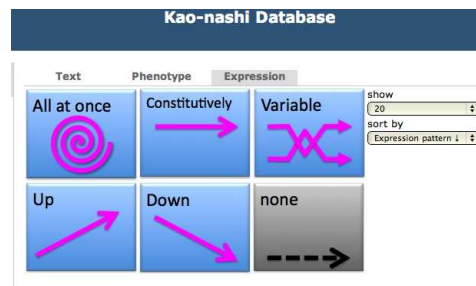 Kao-nashi Database
Text Phenotype Expression
All at once Constitutively Variable
show
20
sort by
Expression pattern ↓
Up Down none